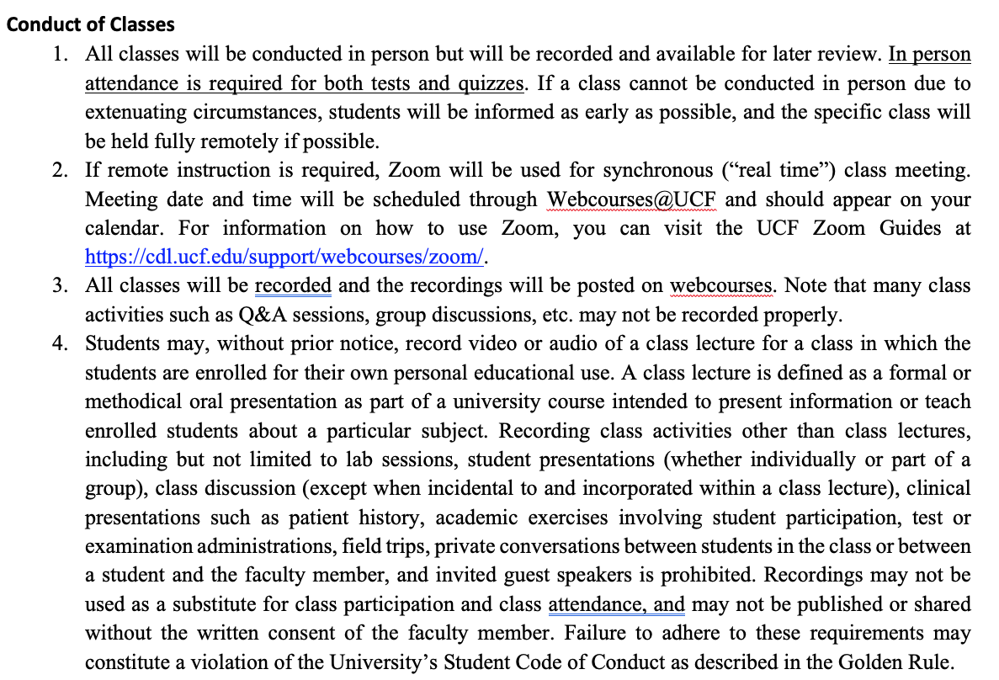 Conduct of Classes
1. All classes will be conducted in person but will be recorded and available for later review. In person
attendance is required for both tests and quizzes. If a class cannot be conducted in person due to
extenuating circumstances, students will be informed as early as possible, and the specific class will
be held fully remotely if possible.
2. If remote instruction is required, Zoom will be used for synchronous (“real time”) class meeting.
Meeting date and time will be scheduled through Webcourses@UCF and should appear on your
calendar. For information on how to use Zoom, you can visit the UCF Zoom Guides at
https://cdl.ucf.edu/support/webcourses/zoom/.
3. All classes will be recorded and the recordings will be posted on webcourses. Note that many class
activities such as Q&A sessions, group discussions, etc. may not be recorded properly.
4. Students may, without prior notice, record video or audio of a class lecture for a class in which the
students are enrolled for their own personal educational use. A class lecture is defined as a formal or
methodical oral presentation as part of a university course intended to present information or teach
enrolled students about a particular subject. Recording class activities other than class lectures,
including but not limited to lab sessions, student presentations (whether individually or part of a
group), class discussion (except when incidental to and incorporated within a class lecture), clinical
presentations such as patient history, academic exercises involving student participation, test or
examination administrations, field trips, private conversations between students in the class or between
a student and the faculty member, and invited guest speakers is prohibited. Recordings may not be
used as a substitute for class participation and class attendance, and may not be published or shared
without the written consent of the faculty member. Failure to adhere to these requirements may
constitute a violation of the University’s Student Code of Conduct as described in the Golden Rule.